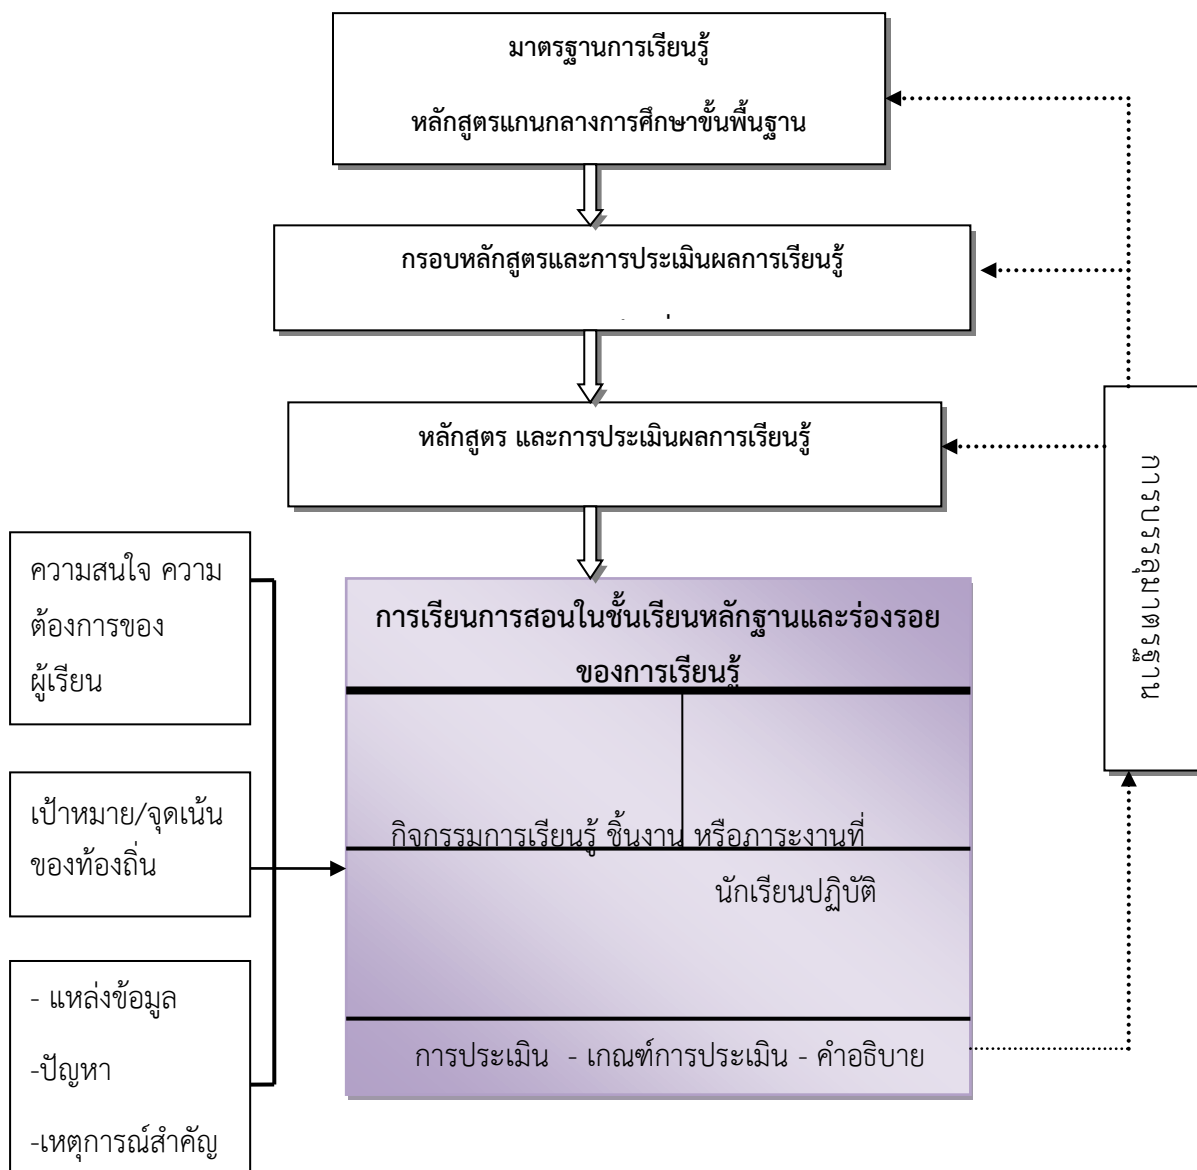 มาตรฐานการเรียนรู้
หลักสูตรแกนกลางการศึกษาขั้นพื้นฐาน
กรอบหลักสูตรและการประเมินผลการเรียนรู้
หลักสูตร และการประเมินผลการเรียนรู้
การบรรลุมาตรฐาน
ความสนใจ ความ
ต้องการของ
ผู้เรียน
เป้าหมาย/จุดเน้น
ของท้องถิ่น
- แหล่งข้อมูล
-ปัญหา
-เหตุการณ์สำคัญ
การเรียนการสอนในชั้นเรียนหลักฐานและร่องรอย
ของการเรียนรู้
กิจกรรมการเรียนรู้ ชิ้นงาน หรือภาระงานที่
นักเรียนปฏิบัติ
การประเมิน - เกณฑ์การประเมิน - คำอธิบาย